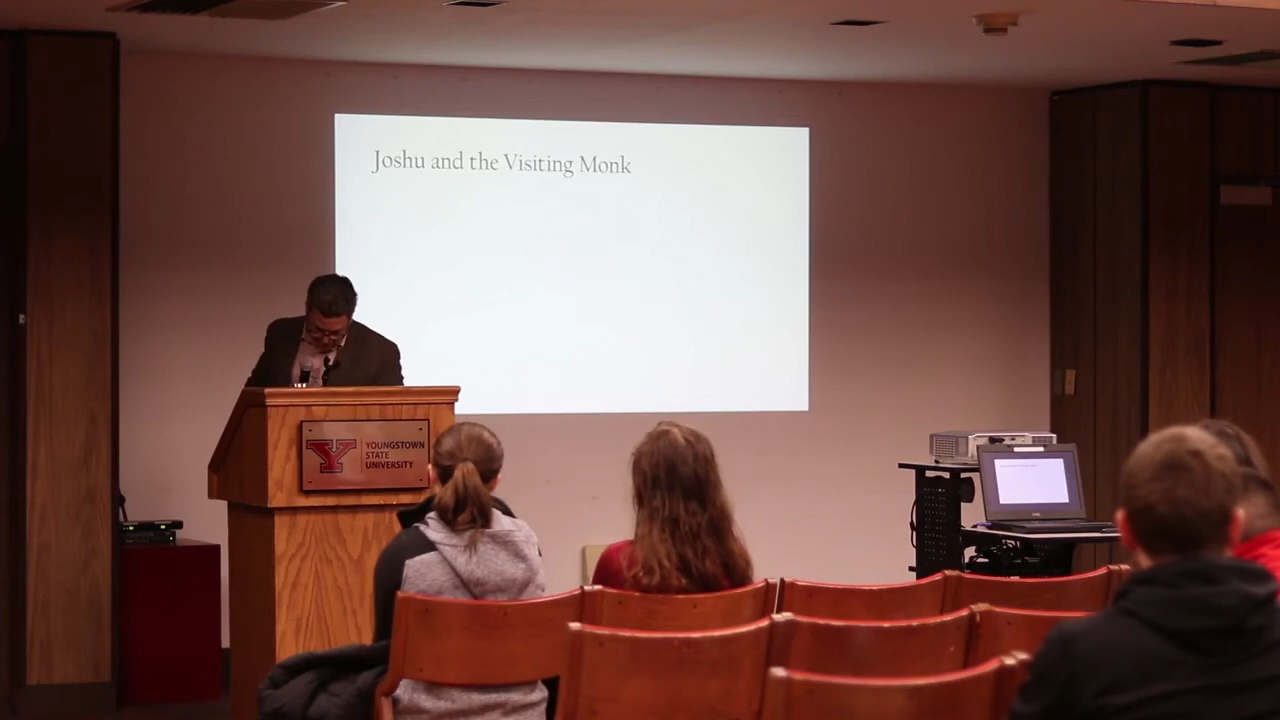 Joshu and the Visiting Monk
Y
YOUNGSTOWN
STATE
UNIVERSITY